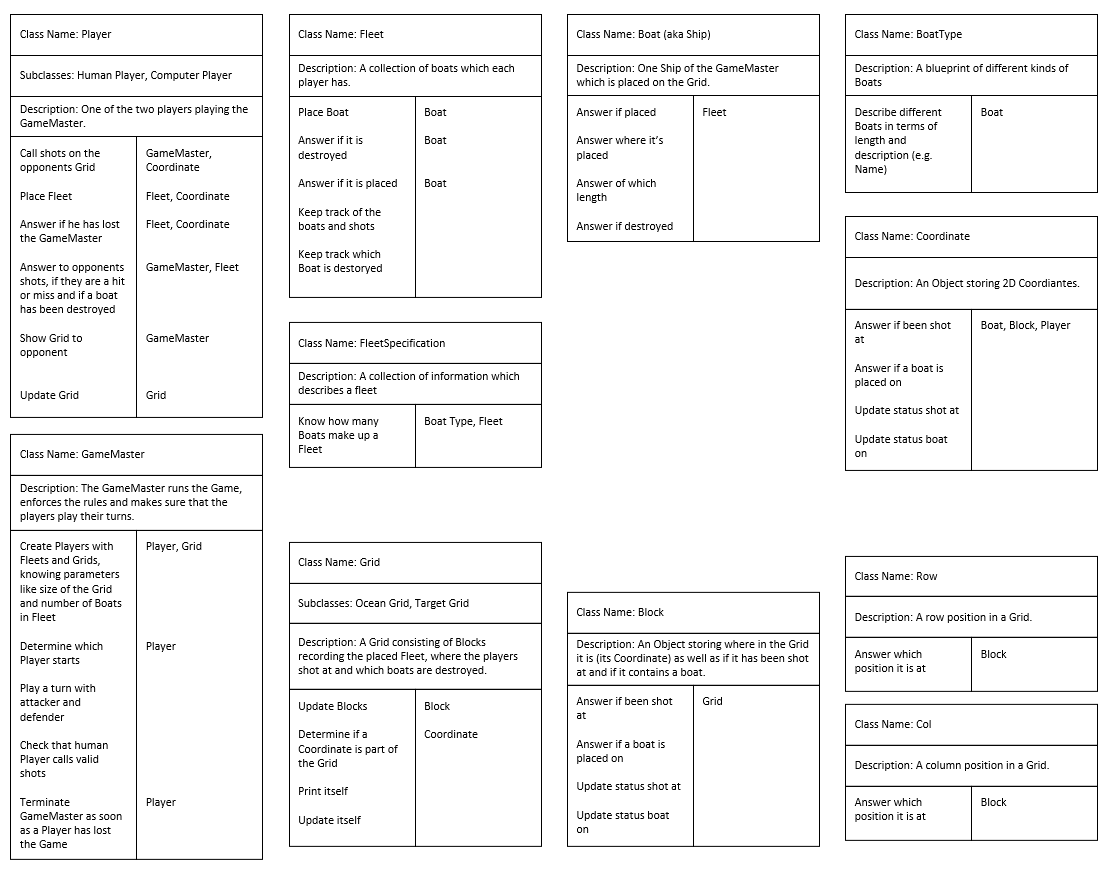 Class Name: Player
Subclasses: Human Player, Computer Player
Description: One of the two players playing the
GameMaster.
Call shots on the
opponents Grid
GameMaster,
Coordinate
Place Fleet
Fleet, Coordinate
Answer if he has lost
the GameMaster
Fleet, Coordinate
Answer to opponents
shots, if they are a hit
or miss and if a boat
has been destroyed
GameMaster, Fleet
Show Grid to
opponent
GameMaster
Update Grid
Grid
Class Name: GameMaster
Description: The GameMaster runs the Game,
enforces the rules and makes sure that the
players play their turns.
Create Players with
Fleets and Grids,
knowing parameters
like size of the Grid
and number of Boats
in Fleet
Player, Grid
Determine which
Player starts
Player
Play a turn with
attacker and
defender
Check that human
Player calls valid
shots
Terminate
GameMaster as soon
as a Player has lost
the Game
Player
Class Name: Fleet
Description: A collection of boats which each
player has.
Place Boat
Boat
Answer if it is
destroyed
Boat
Answer if it is placed
Boat
Keep track of the
boats and shots
Keep track which
Boat is destoryed
Class Name: FleetSpecification
Description: A collection of information which
describes a fleet
Know how many
Boats make up a
Fleet
Boat Type, Fleet
Class Name: Grid
Subclasses: Ocean Grid, Target Grid
Description: A Grid consisting of Blocks
recording the placed Fleet, where the players
shot at and which boats are destroyed.
Update Blocks
Block
Determine if a
Coordinate is part of
the Grid
Coordinate
Print itself
Update itself
Class Name: Boat (aka Ship)
Description: One Ship of the GameMaster
which is placed on the Grid.
Answer if placed
Fleet
Answer where it's
placed
Answer of which
length
Answer if destroyed
Class Name: Block
Description: An Object storing where in the Grid
it is (its Coordinate) as well as if it has been shot
at and if it contains a boat.
Answer if been shot
at
Grid
Answer if a boat is
placed on
Update status shot at
Update status boat
on
Class Name: BoatType
Description: A blueprint of different kinds of
Boats
Describe different
Boats in terms of
length and
description (e.g.
Name)
Boat
Class Name: Coordinate
Description: An Object storing 2D Coordiantes.
Answer if been shot
at
Boat, Block, Player
Answer if a boat is
placed on
Update status shot at
Update status boat
on
Class Name: Row
Description: A row position in a Grid.
Answer which
position it is at
Block
Class Name: Col
Description: A column position in a Grid.
Answer which
position it is at
Block